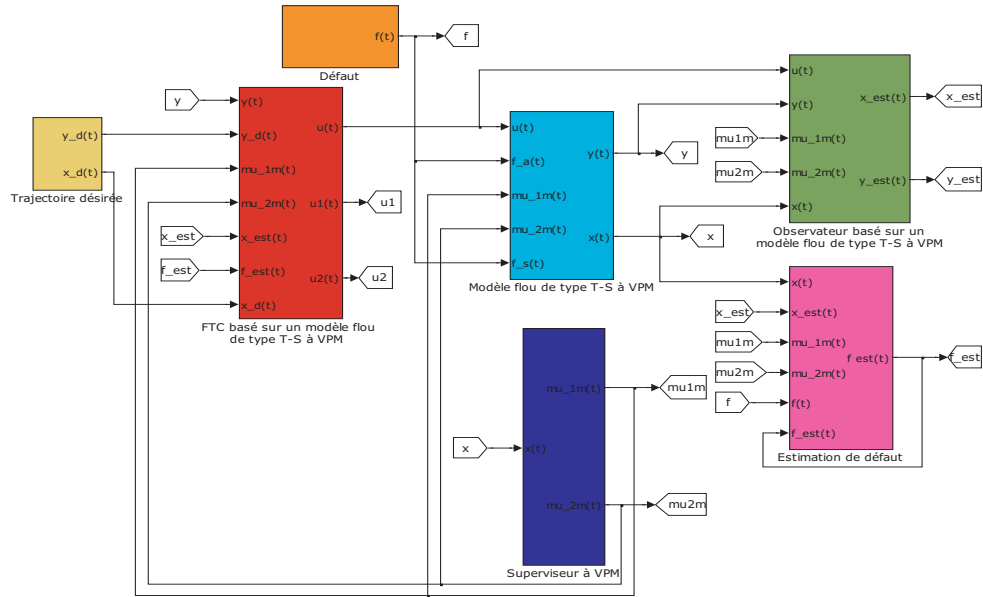 f(t)
f
Défaut
y
y(t)
y_d(t)
mu_1m(t)
mu_2m(t)
x_est
x_est(t)
f_est
f_est(t)
x_d(t)
u(t)
u1(t)
u1
u2(t)
u2
FTC basé sur un modèle flou
de type T-S à VPM
y_d(t)
x_d(t)
Trajectoire désirée
u(t)
f_a(t)
mu_1m(t)
mu_2m(t)
f_s(t)
y(t)
y
x(t)
x
Modèle flou de type T-S à VPM
u(t)
y(t)
mu1m
mu_1m(t)
mu2m
mu_2m(t)
x(t)
x_est(t)
x_est
y_est(t)
y_est
Observateur basé sur un
modèle flou de type T-S à VPM
x(t)
x_est
x_est(t)
mu1m
mu_1m(t)
mu2m
mu_2m(t)
f
f(t)
f_est(t)
f est(t)
f_est
Estimation de défaut
x
x(t)
mu_1m(t)
mu1m
mu_2m(t)
mu2m
Superviseur à VPM